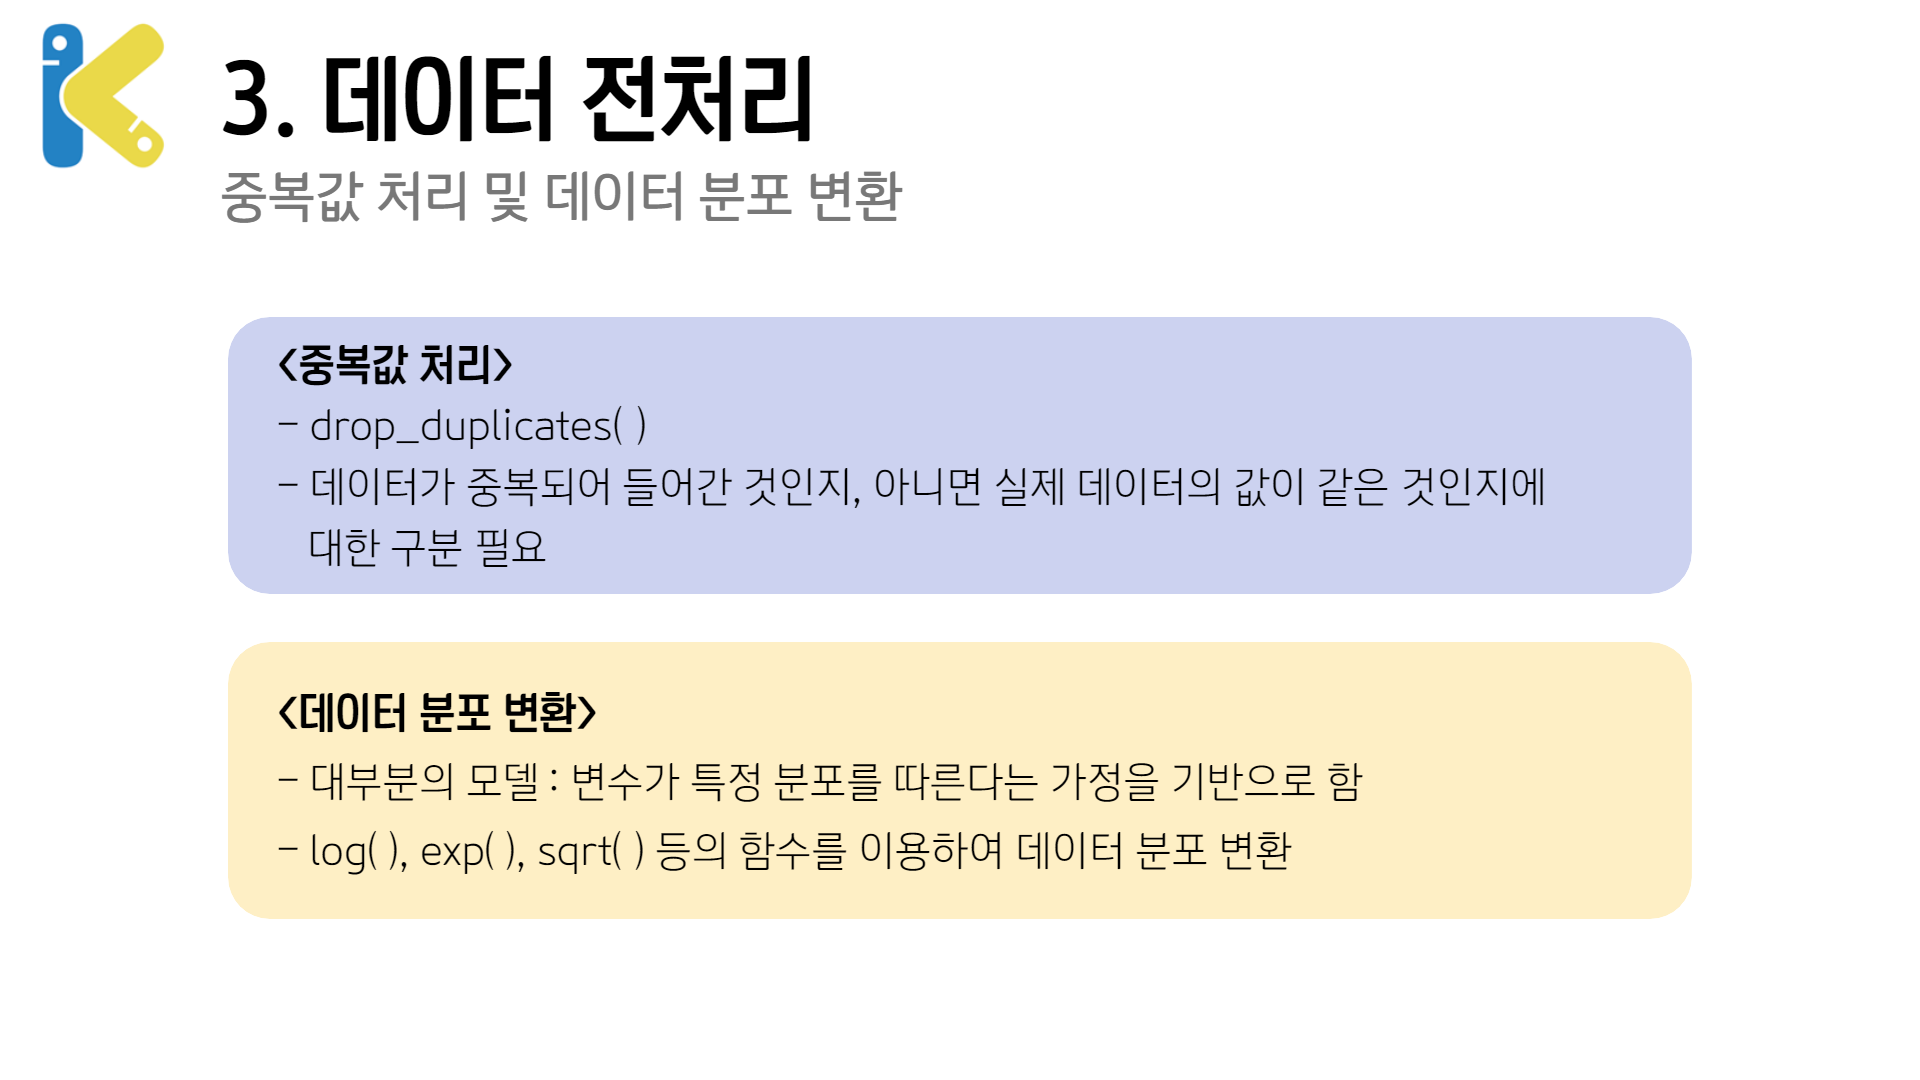 3. 데이터 전처리
중복값 처리 및 데이터 분포 변환
<중복값 처리>
- drop_duplicates( )
- 데이터가 중복되어 들어간 것인지, 아니면 실제 데이터의 값이 같은 것인지에
대한 구분 필요
<데이터 분포 변환>
- 대부분의 모델 : 변수가 특정 분포를 따른다는 가정을 기반으로 함
- log( ), exp( ), sqrt( ) 등의 함수를 이용하여 데이터 분포 변환